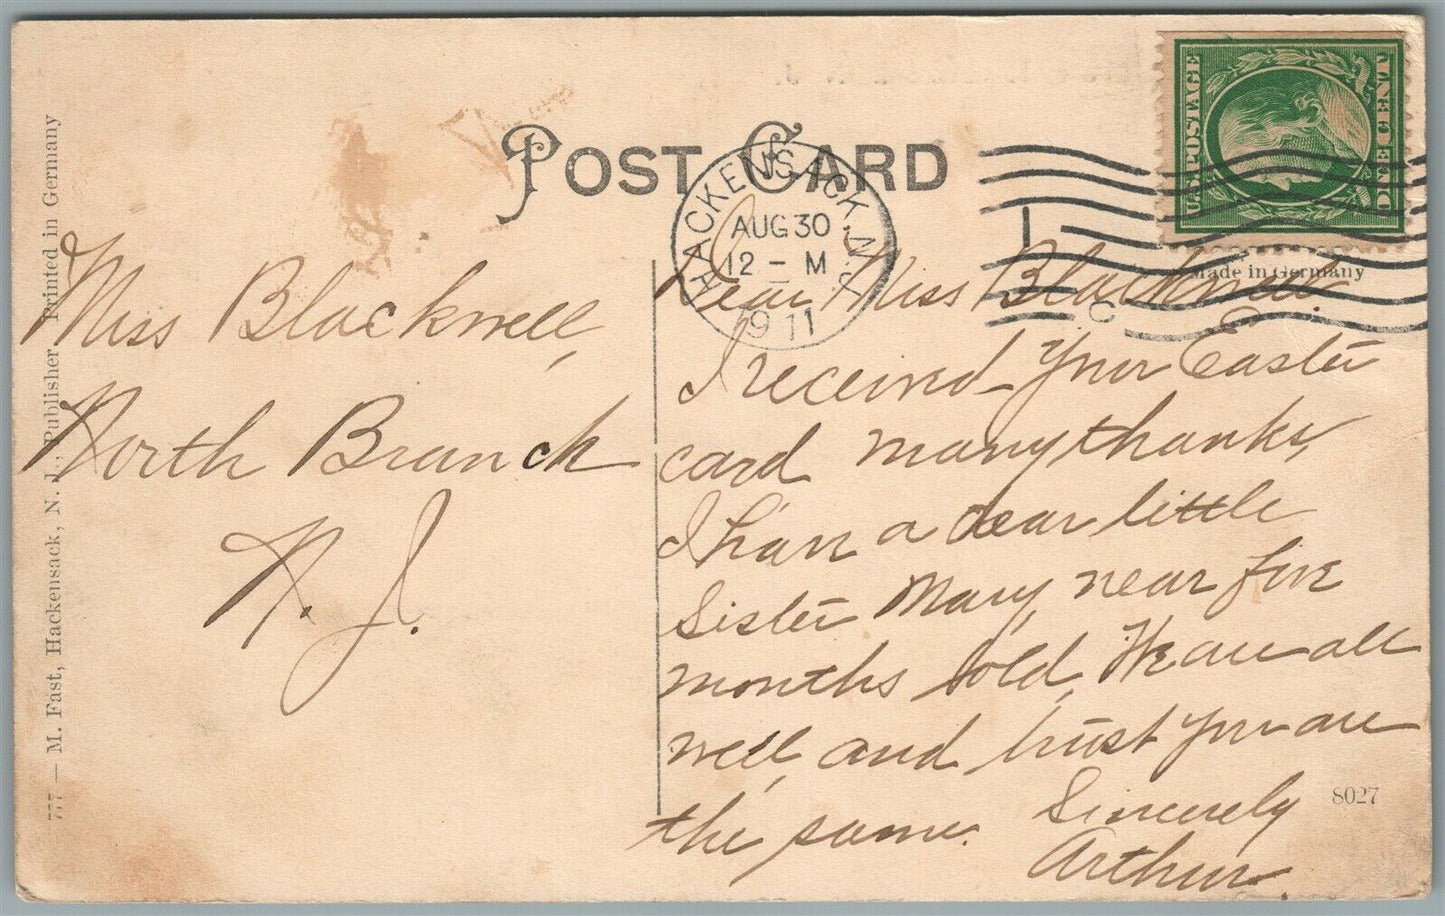 POST CARD
HACKENSACK, N.J.
AUG 30
12 - M
1911
U.S. POSTAGE
ONE CENT
Made in Germany
Miss Blackwell,
North Branch
N. J.
Dear Miss Blackwell.
I received your Easter
card many thanks,
I have a dear little
Sister Mary, near five
months old, We are all
well, and trust you are
the same. Sincerely
Arthur.
777 — M. Fast, Hackensack, N. J., Publisher Printed in Germany
8027